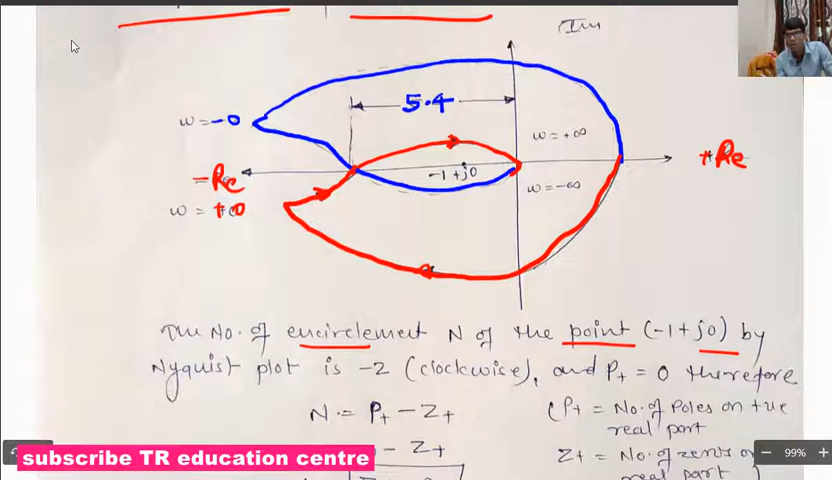 Im
5.4
ω = -0
ω = +∞
-1+j0
-Re
+Re
ω = -∞
ω = +0
The No. of encirclement N of the point (-1+j0) by
Nyquist plot is -2 (clockwise), and P+ = 0 therefore
N = P+ - Z+
(P+ = No. of Poles on +ve
real part
- Z+
Z+ = No. of zeros on
real part)
subscribe TR education centre
99%